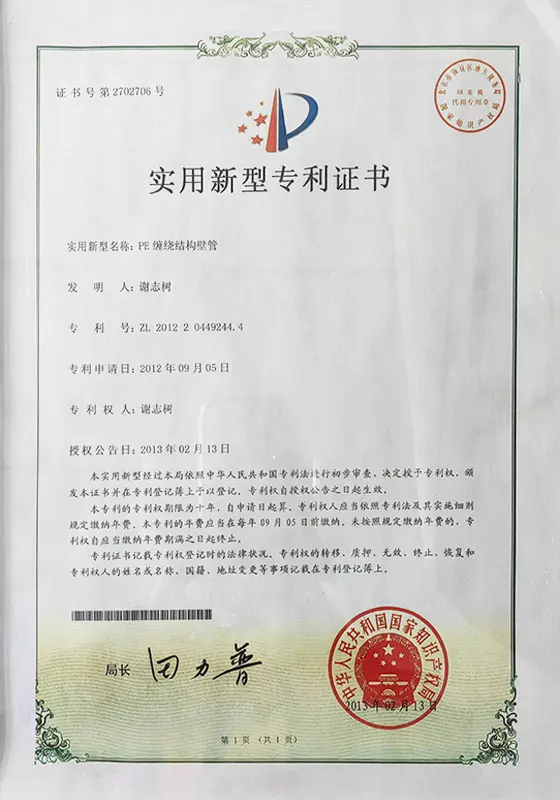 证书号第2702706号
印花税
代扣专用章
实用新型专利证书
实用新型名称：PE缠绕结构壁管
发 明 人：谢志树
专 利 号：ZL 2012 2 0449244.4
专利申请日：2012年09月05日
专 利 权 人：谢志树
授权公告日：2013年02月13日
本实用新型经过本局依照中华人民共和国专利法进行初步审查，决定授予专利权，颁
发本证书并在专利登记簿上予以登记。专利权自授权公告之日起生效。
本专利的专利权期限为十年，自申请日起算。专利权人应当依照专利法及其实施细则
规定缴纳年费。本专利的年费应当在每年09月05日前缴纳。未按照规定缴纳年费的，专
利权自应当缴纳年费期满之日起终止。
专利证书记载专利权登记时的法律状况。专利权的转移、质押、无效、终止、恢复和
专利权人的姓名或名称、国籍、地址变更等事项记载在专利登记簿上。
局长
田力普
中华人民共和国国家知识产权局
2013年02月13日
第1页（共1页）